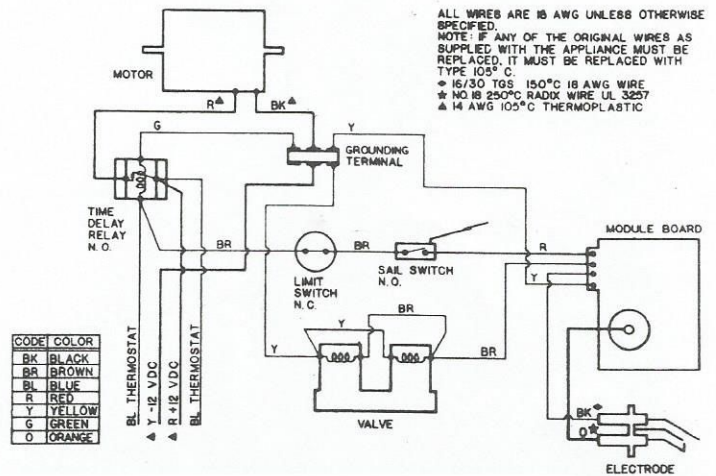 ALL WIRES ARE 18 AWG UNLESS OTHERWISE
SPECIFIED.
NOTE: IF ANY OF THE ORIGINAL WIRES AS
SUPPLIED WITH THE APPLIANCE MUST BE
REPLACED, IT MUST BE REPLACED WITH
TYPE 105° C.
◆ 16/30 TGS 150°C 18 AWG WIRE
★ NO. 18 250°C RADIX WIRE UL 3257
▲ 14 AWG 105°C THERMOPLASTIC
MOTOR
R ▲
BK ▲
G
Y
GROUNDING
TERMINAL
TIME
DELAY
RELAY
N.O.
BR
LIMIT
SWITCH
N.C.
BR
SAIL SWITCH
N.O.
R
Y
MODULE BOARD
BR
Y
Y
BR
VALVE
BK ◆
O ★
ELECTRODE
BL THERMOSTAT
▲ Y -12 VDC
▲ R +12 VDC
BL THERMOSTAT
CODE COLOR
BK BLACK
BR BROWN
BL BLUE
R RED
Y YELLOW
G GREEN
O ORANGE